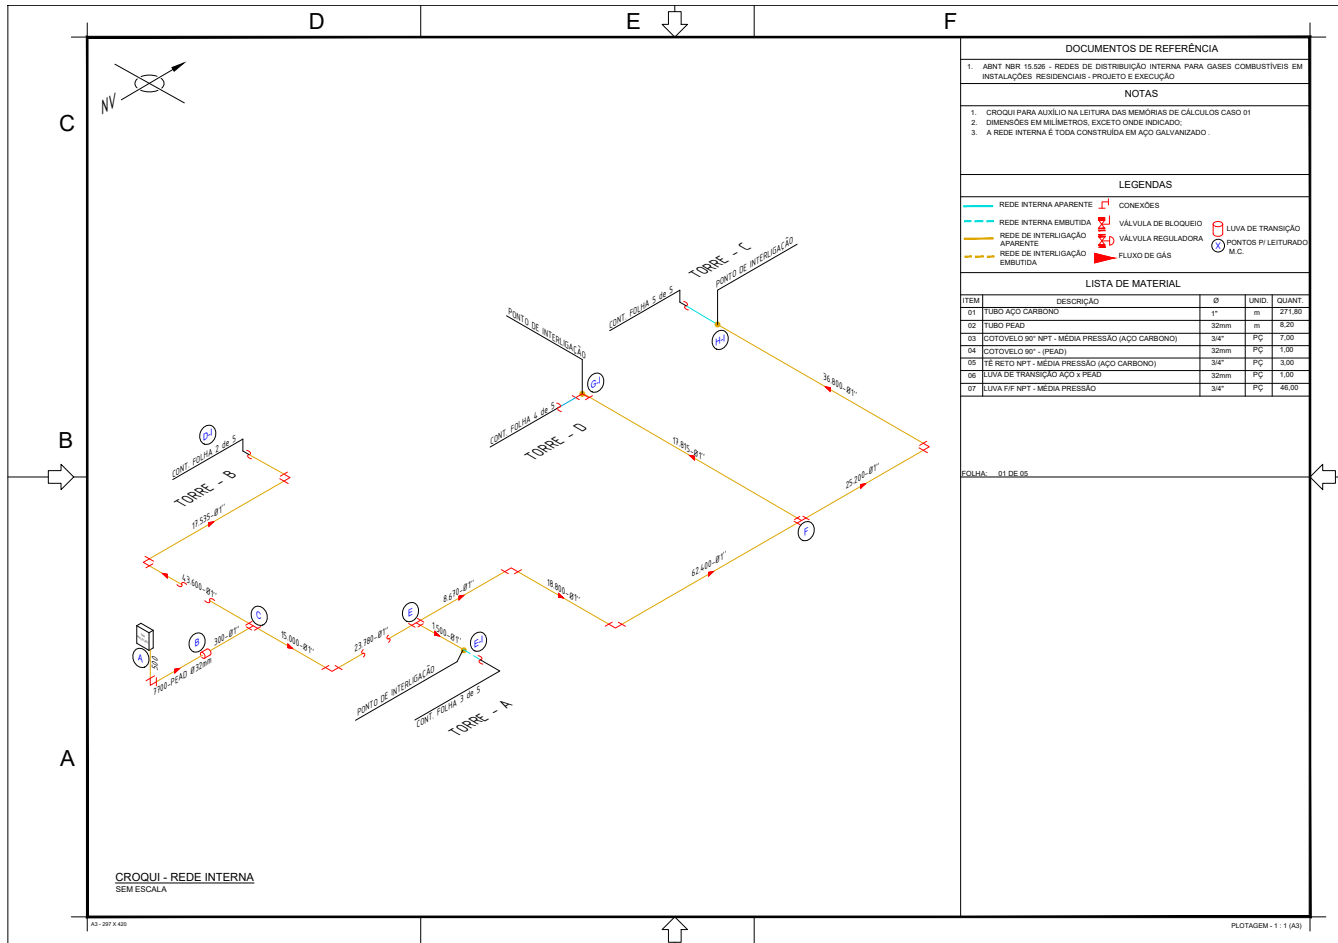 D
E
F
C
B
A
NV
DOCUMENTOS DE REFERÊNCIA
1. ABNT NBR 15.526 - REDES DE DISTRIBUIÇÃO INTERNA PARA GASES COMBUSTÍVEIS EM
INSTALAÇÕES RESIDENCIAIS - PROJETO E EXECUÇÃO
NOTAS
1. CROQUI PARA AUXÍLIO NA LEITURA DAS MEMÓRIAS DE CÁLCULOS CASO 01
2. DIMENSÕES EM MILÍMETROS, EXCETO ONDE INDICADO;
3. A REDE INTERNA É TODA CONSTRUÍDA EM AÇO GALVANIZADO .
LEGENDAS
REDE INTERNA APARENTE
CONEXÕES
REDE INTERNA EMBUTIDA
VÁLVULA DE BLOQUEIO
LUVA DE TRANSIÇÃO
REDE DE INTERLIGAÇÃO
APARENTE
VÁLVULA REGULADORA
X PONTOS P/ LEITURADO
M.C.
REDE DE INTERLIGAÇÃO
EMBUTIDA
FLUXO DE GÁS
LISTA DE MATERIAL
ITEM DESCRIÇÃO Ø UNID. QUANT.
01 TUBO AÇO CARBONO 1" m 271,80
02 TUBO PEAD 32mm m 8,20
03 COTOVELO 90° NPT - MÉDIA PRESSÃO (AÇO CARBONO) 3/4" PÇ 7,00
04 COTOVELO 90° - (PEAD) 32mm PÇ 1,00
05 TÊ RETO NPT - MÉDIA PRESSÃO (AÇO CARBONO) 3/4" PÇ 3,00
06 LUVA DE TRANSIÇÃO AÇO x PEAD 32mm PÇ 1,00
07 LUVA F/F NPT - MÉDIA PRESSÃO 3/4" PÇ 46,00
FOLHA: 01 DE 05
TORRE - C
PONTO DE INTERLIGAÇÃO
CONT. FOLHA 5 de 5
H-I
PONTO DE INTERLIGAÇÃO
G-I
CONT. FOLHA 4 de 5
TORRE - D
36.800-Ø1"
17.815-Ø1"
25.200-Ø1"
F
D-I
CONT. FOLHA 2 de 5
TORRE - B
17.535-Ø1"
43.600-Ø1"
C
B
300-Ø1"
A
500
7700-PEAD Ø32mm
15.000-Ø1"
23.780-Ø1"
E
8.670-Ø1"
18.800-Ø1"
62.400-Ø1"
1.500-Ø1"
E-I
PONTO DE INTERLIGAÇÃO
CONT. FOLHA 3 de 5
TORRE - A
CROQUI - REDE INTERNA
SEM ESCALA
A3 - 297 X 420
PLOTAGEM - 1 : 1 (A3)